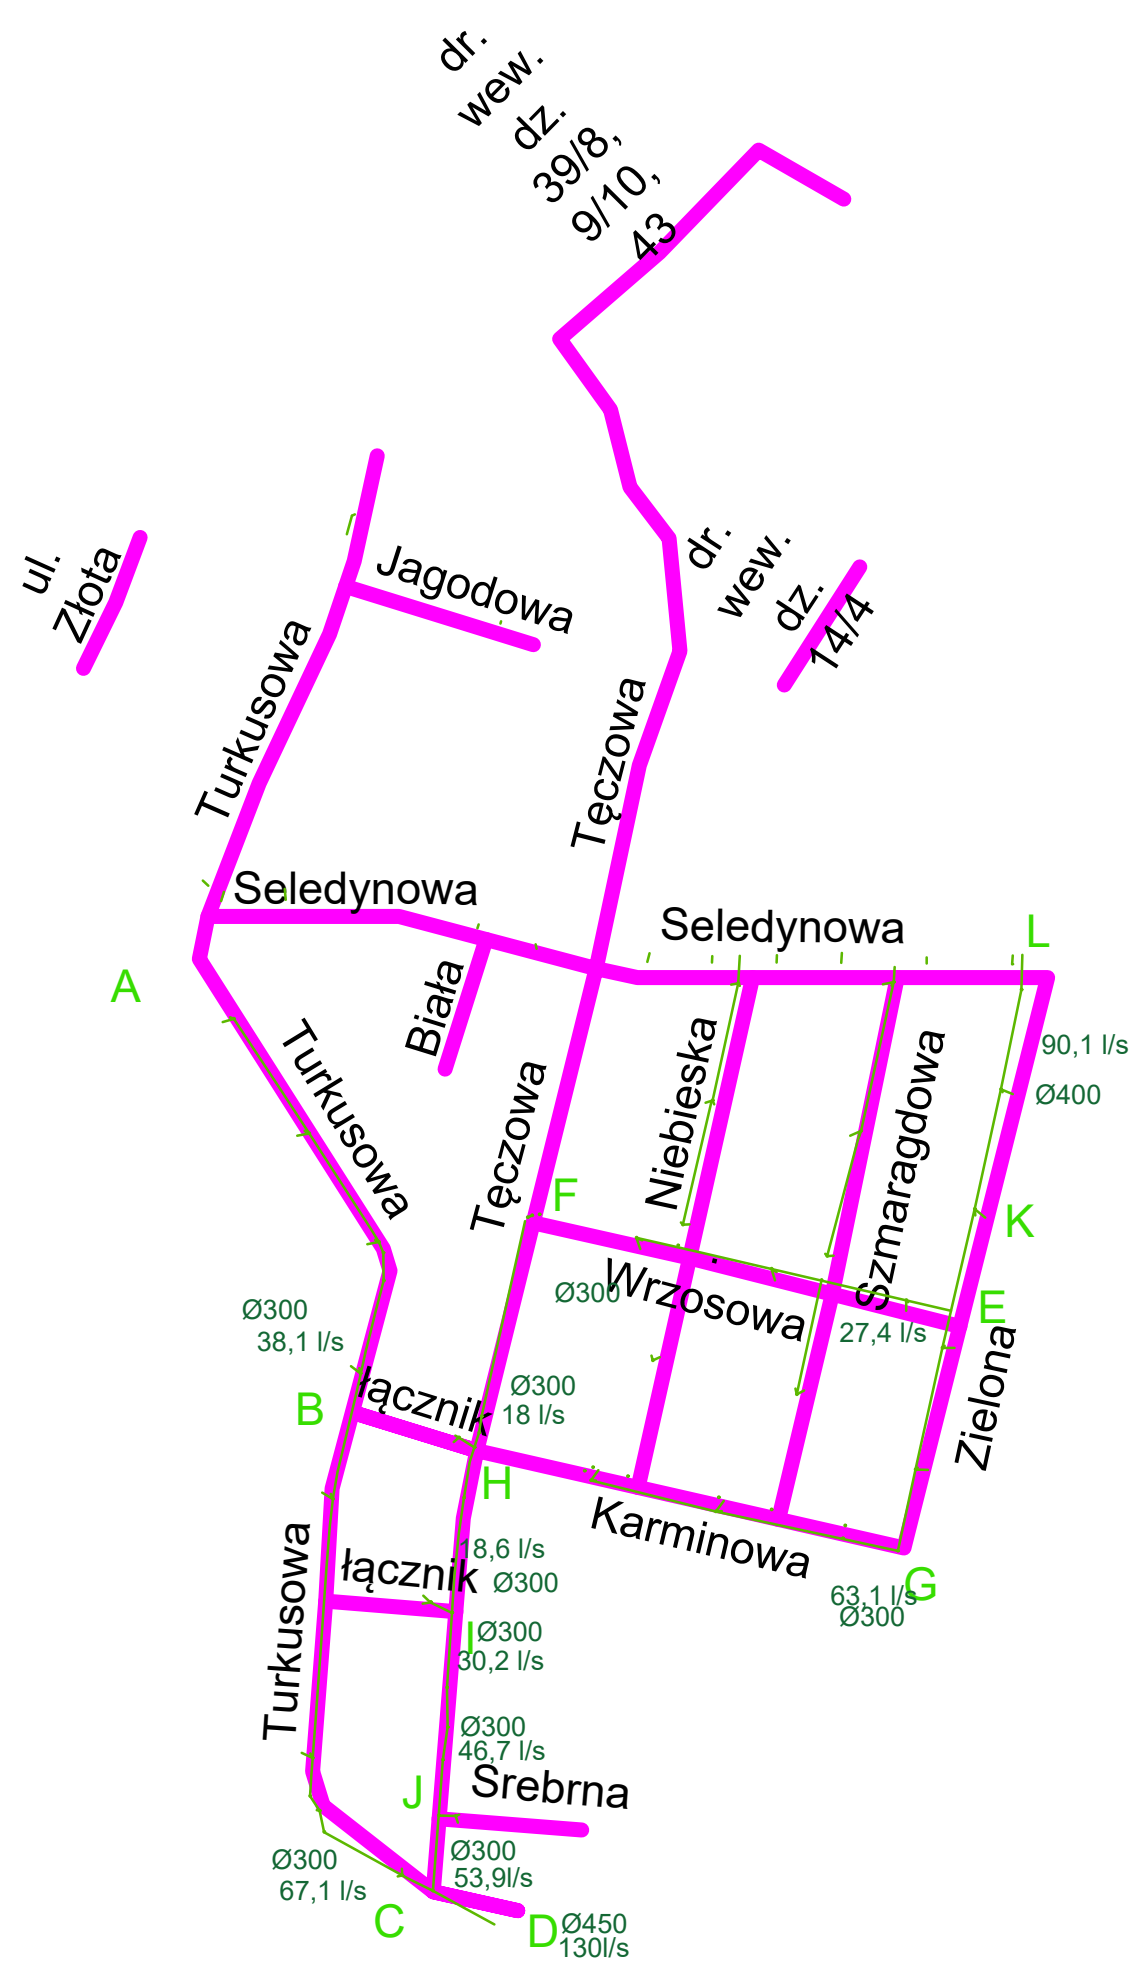 dr.
wew.
dz.
39/8,
9/10,
43
ul.
Złota
Jagodowa
dr.
wew.
dz.
14/4
Turkusowa
Tęczowa
Seledynowa
Seledynowa
L
A
Biała
Turkusowa
Tęczowa
Niebieska
Szmaragdowa
90,1 l/s
Ø400
F
K
E
Ø300
38,1 l/s
Ø300
Wrzosowa
27,4 l/s
Zielona
łącznik
B
Ø300
18 l/s
H
Karminowa
Turkusowa
łącznik
18,6 l/s
Ø300
G
63,1 l/s
Ø300
I
Ø300
30,2 l/s
Ø300
46,7 l/s
J
Srebrna
Ø300
53,9l/s
Ø300
67,1 l/s
C
D
Ø450
130l/s